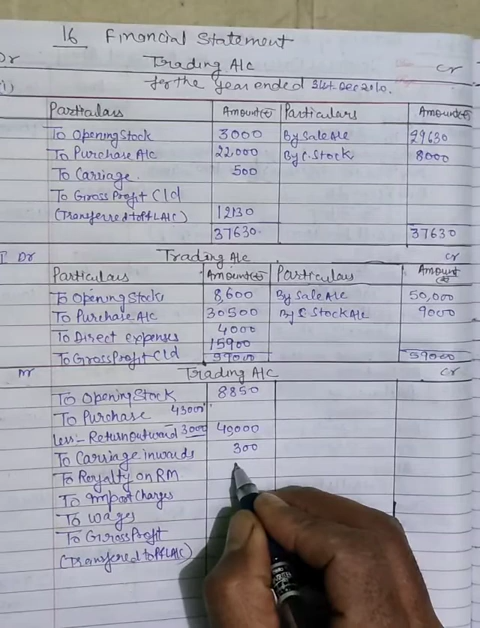 16 Financial Statement
Dr Trading A/c Cr
for the year ended 31st Dec 2010.
Particulars Amount(₹) Particulars Amount(₹)
To Opening Stock 3000 By Sale A/c 29630
To Purchase A/c 22,000 By C. Stock 8000
To Carriage 500
To Gross Profit C/d
(Transferred to P&L A/C) 12130
37630 37630
Dr Trading A/c Cr
Particulars Amount(₹) Particulars Amount(₹)
To Opening Stock 8,600 By Sale A/c 50,000
To Purchase A/c 30500 By C Stock A/c 9000
To Direct expenses 4000
To Gross Profit C/d 15900
59000 59000
Trading A/C Cr
To Opening Stock 8850
To Purchase 43000
less - Return Outward 3000 40000
To Carriage inwards 300
To Royalty on RM
To Import Charges
To Wages
To Gross Profit
(Transfered to P&L A/C)